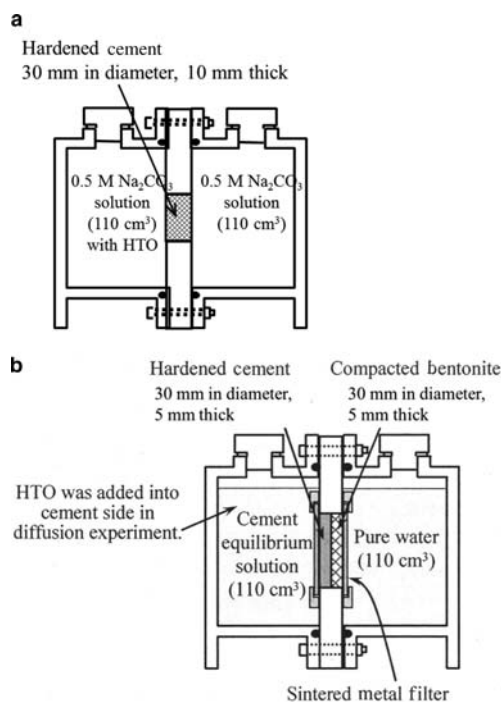 a
Hardened cement
30 mm in diameter, 10 mm thick
0.5 M Na₂CO₃
solution
(110 cm³)
with HTO
0.5 M Na₂CO₃
solution
(110 cm³)
b
Hardened cement
30 mm in diameter,
5 mm thick
Compacted bentonite
30 mm in diameter,
5 mm thick
HTO was added into
cement side in
diffusion experiment.
Cement
equilibrium
solution
(110 cm³)
Pure water
(110 cm³)
Sintered metal filter